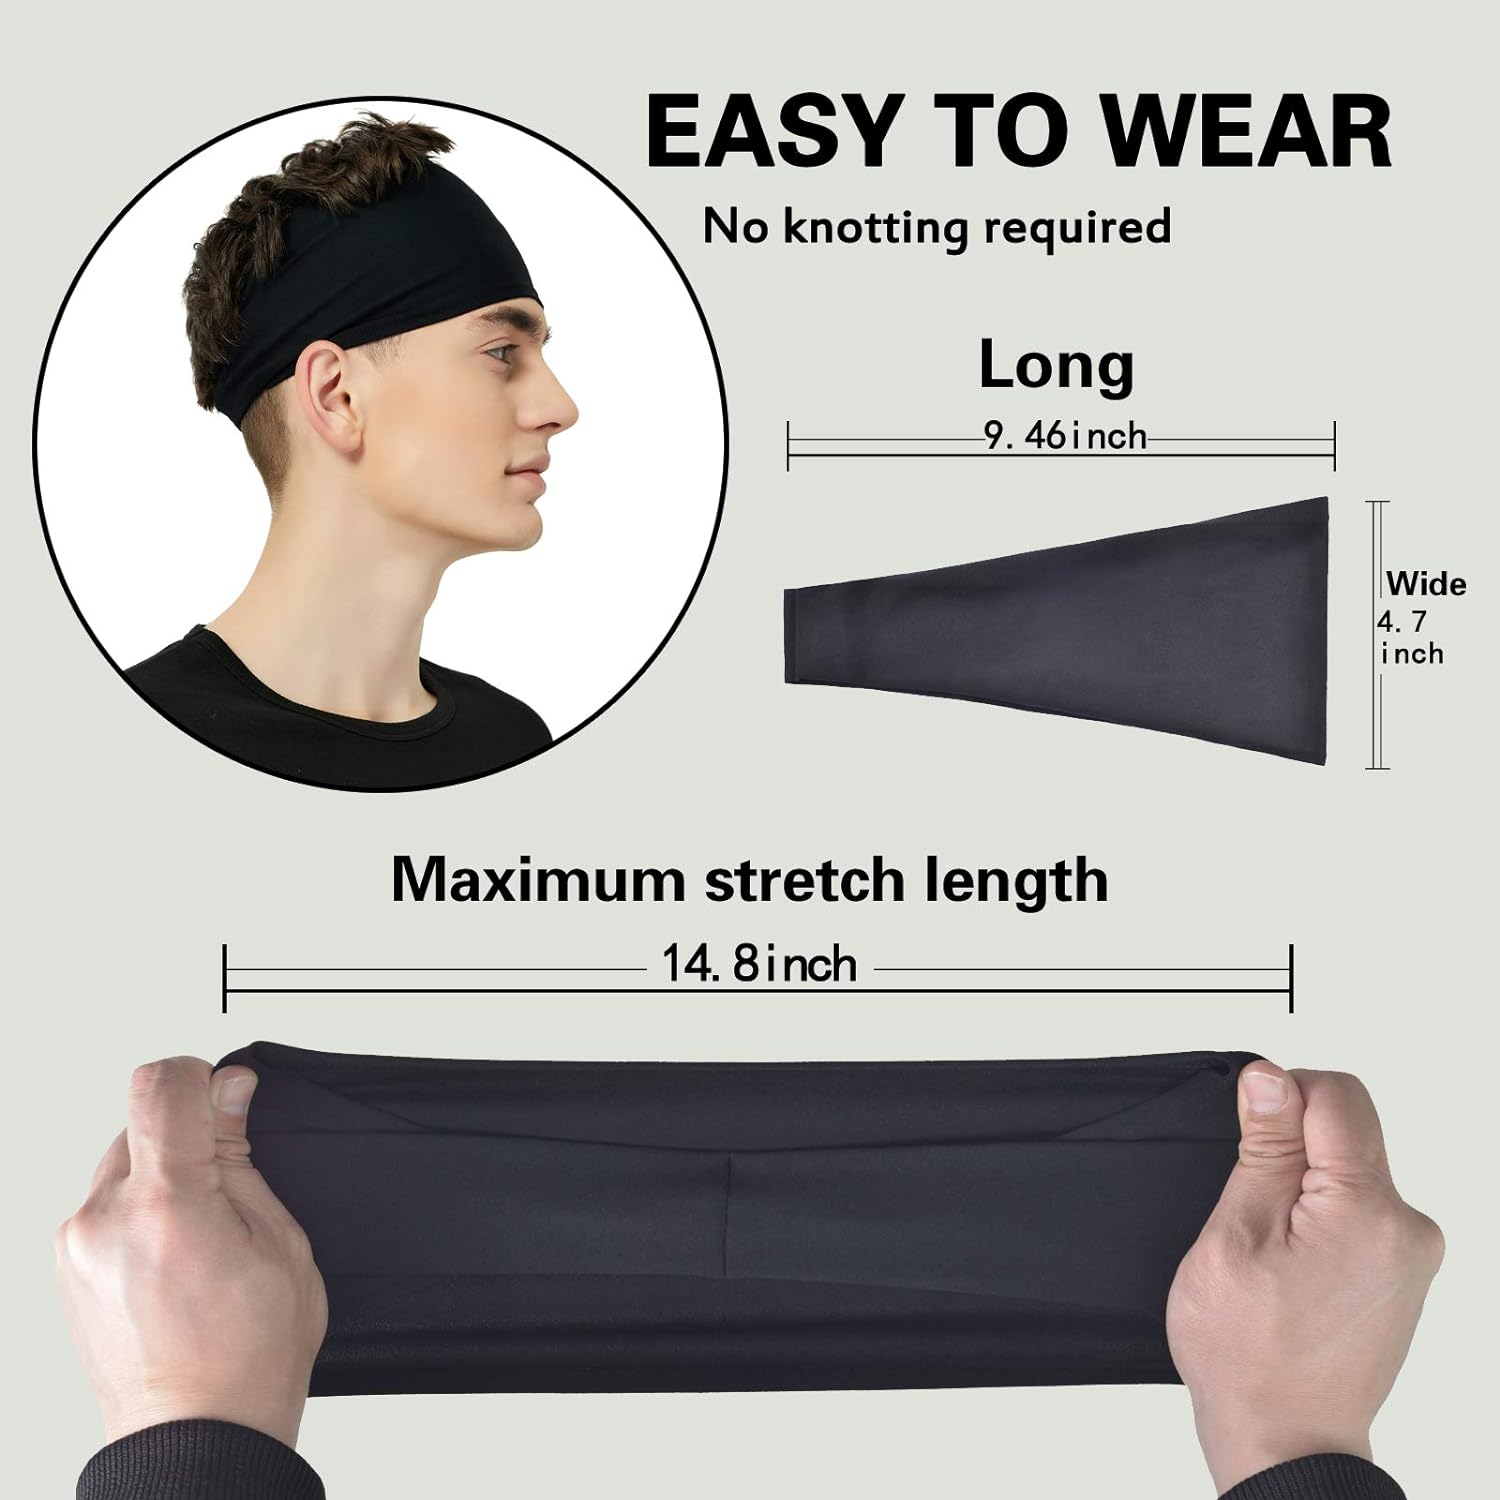 EASY TO WEAR
No knotting required
Long
9.46inch
Wide
4.7
inch
Maximum stretch length
14.8inch